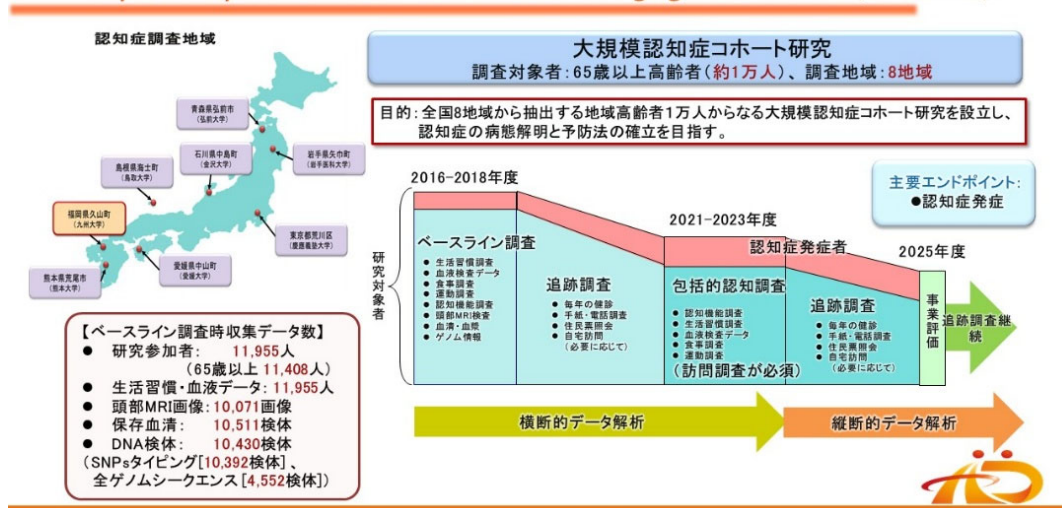 認知症調査地域
大規模認知症コホート研究
調査対象者:65歳以上高齢者(約1万人)、調査地域:8地域
目的:全国8地域から抽出する地域高齢者1万人からなる大規模認知症コホート研究を設立し、
認知症の病態解明と予防法の確立を目指す。
青森県弘前市
(弘前大学)
石川県中島町
(金沢大学)
岩手県矢巾町
(岩手医科大学)
島根県海士町
(鳥取大学)
福岡県久山町
(九州大学)
東京都荒川区
(慶應義塾大学)
熊本県荒尾市
(熊本大学)
愛媛県中山町
(愛媛大学)
主要エンドポイント:
●認知症発症
2016-2018年度
2021-2023年度
2025年度
認知症発症者
研究対象者
ベースライン調査
● 生活習慣調査
● 血液検査データ
● 食事調査
● 運動調査
● 認知機能調査
● 頭部MRI検査
● 血清・血漿
● ゲノム情報
追跡調査
● 毎年の健診
● 手紙・電話調査
● 住民票照会
● 自宅訪問
(必要に応じて)
包括的認知調査
● 認知機能調査
● 生活習慣調査
● 血液検査データ
● 食事調査
● 運動調査
(訪問調査が必須)
追跡調査
● 毎年の健診
● 手紙・電話調査
● 住民票照会
● 自宅訪問
(必要に応じて)
事業評価
追跡調査継
続
横断的データ解析
縦断的データ解析
【ベースライン調査時収集データ数】
● 研究参加者: 11,955人
(65歳以上 11,408人)
● 生活習慣・血液データ:11,955人
● 頭部MRI画像:10,071画像
● 保存血清: 10,511検体
● DNA検体: 10,430検体
(SNPsタイピング[10,392検体]、
全ゲノムシークエンス[4,552検体])